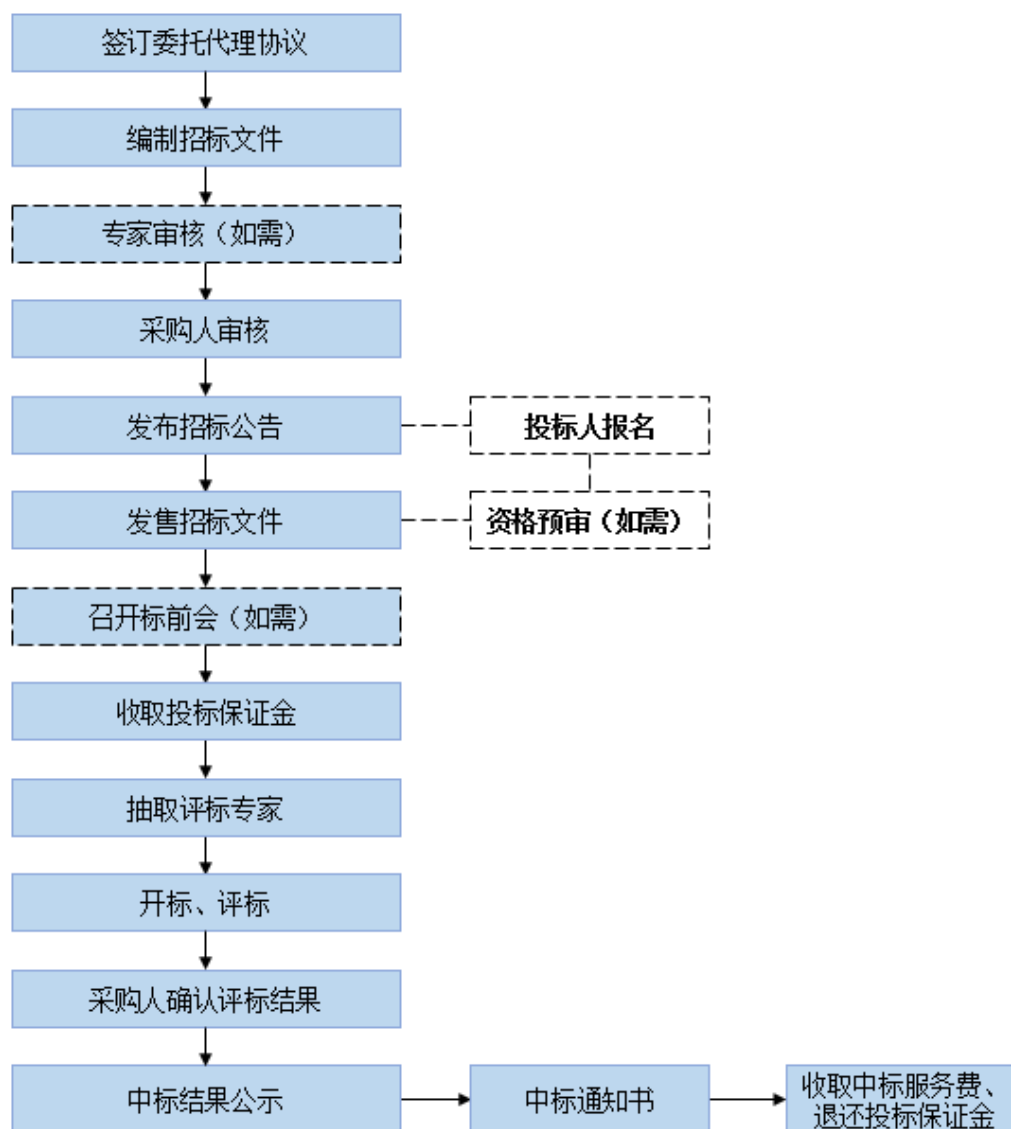 签订委托代理协议
编制招标文件
专家审核（如需）
采购人审核
发布招标公告
投标人报名
发售招标文件
资格预审（如需）
召开标前会（如需）
收取投标保证金
抽取评标专家
开标、评标
采购人确认评标结果
中标结果公示
中标通知书
收取中标服务费、
退还投标保证金